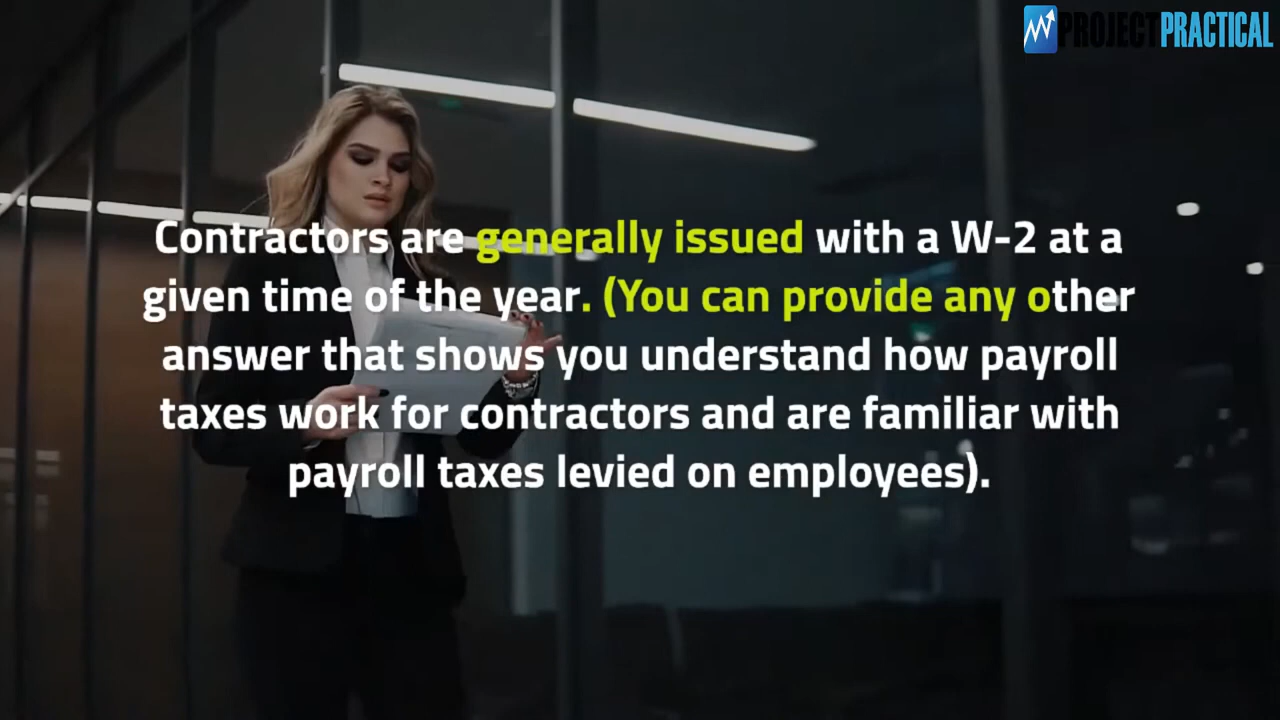 PROJECTPRACTICAL
Contractors are generally issued with a W-2 at a
given time of the year. (You can provide any other
answer that shows you understand how payroll
taxes work for contractors and are familiar with
payroll taxes levied on employees).